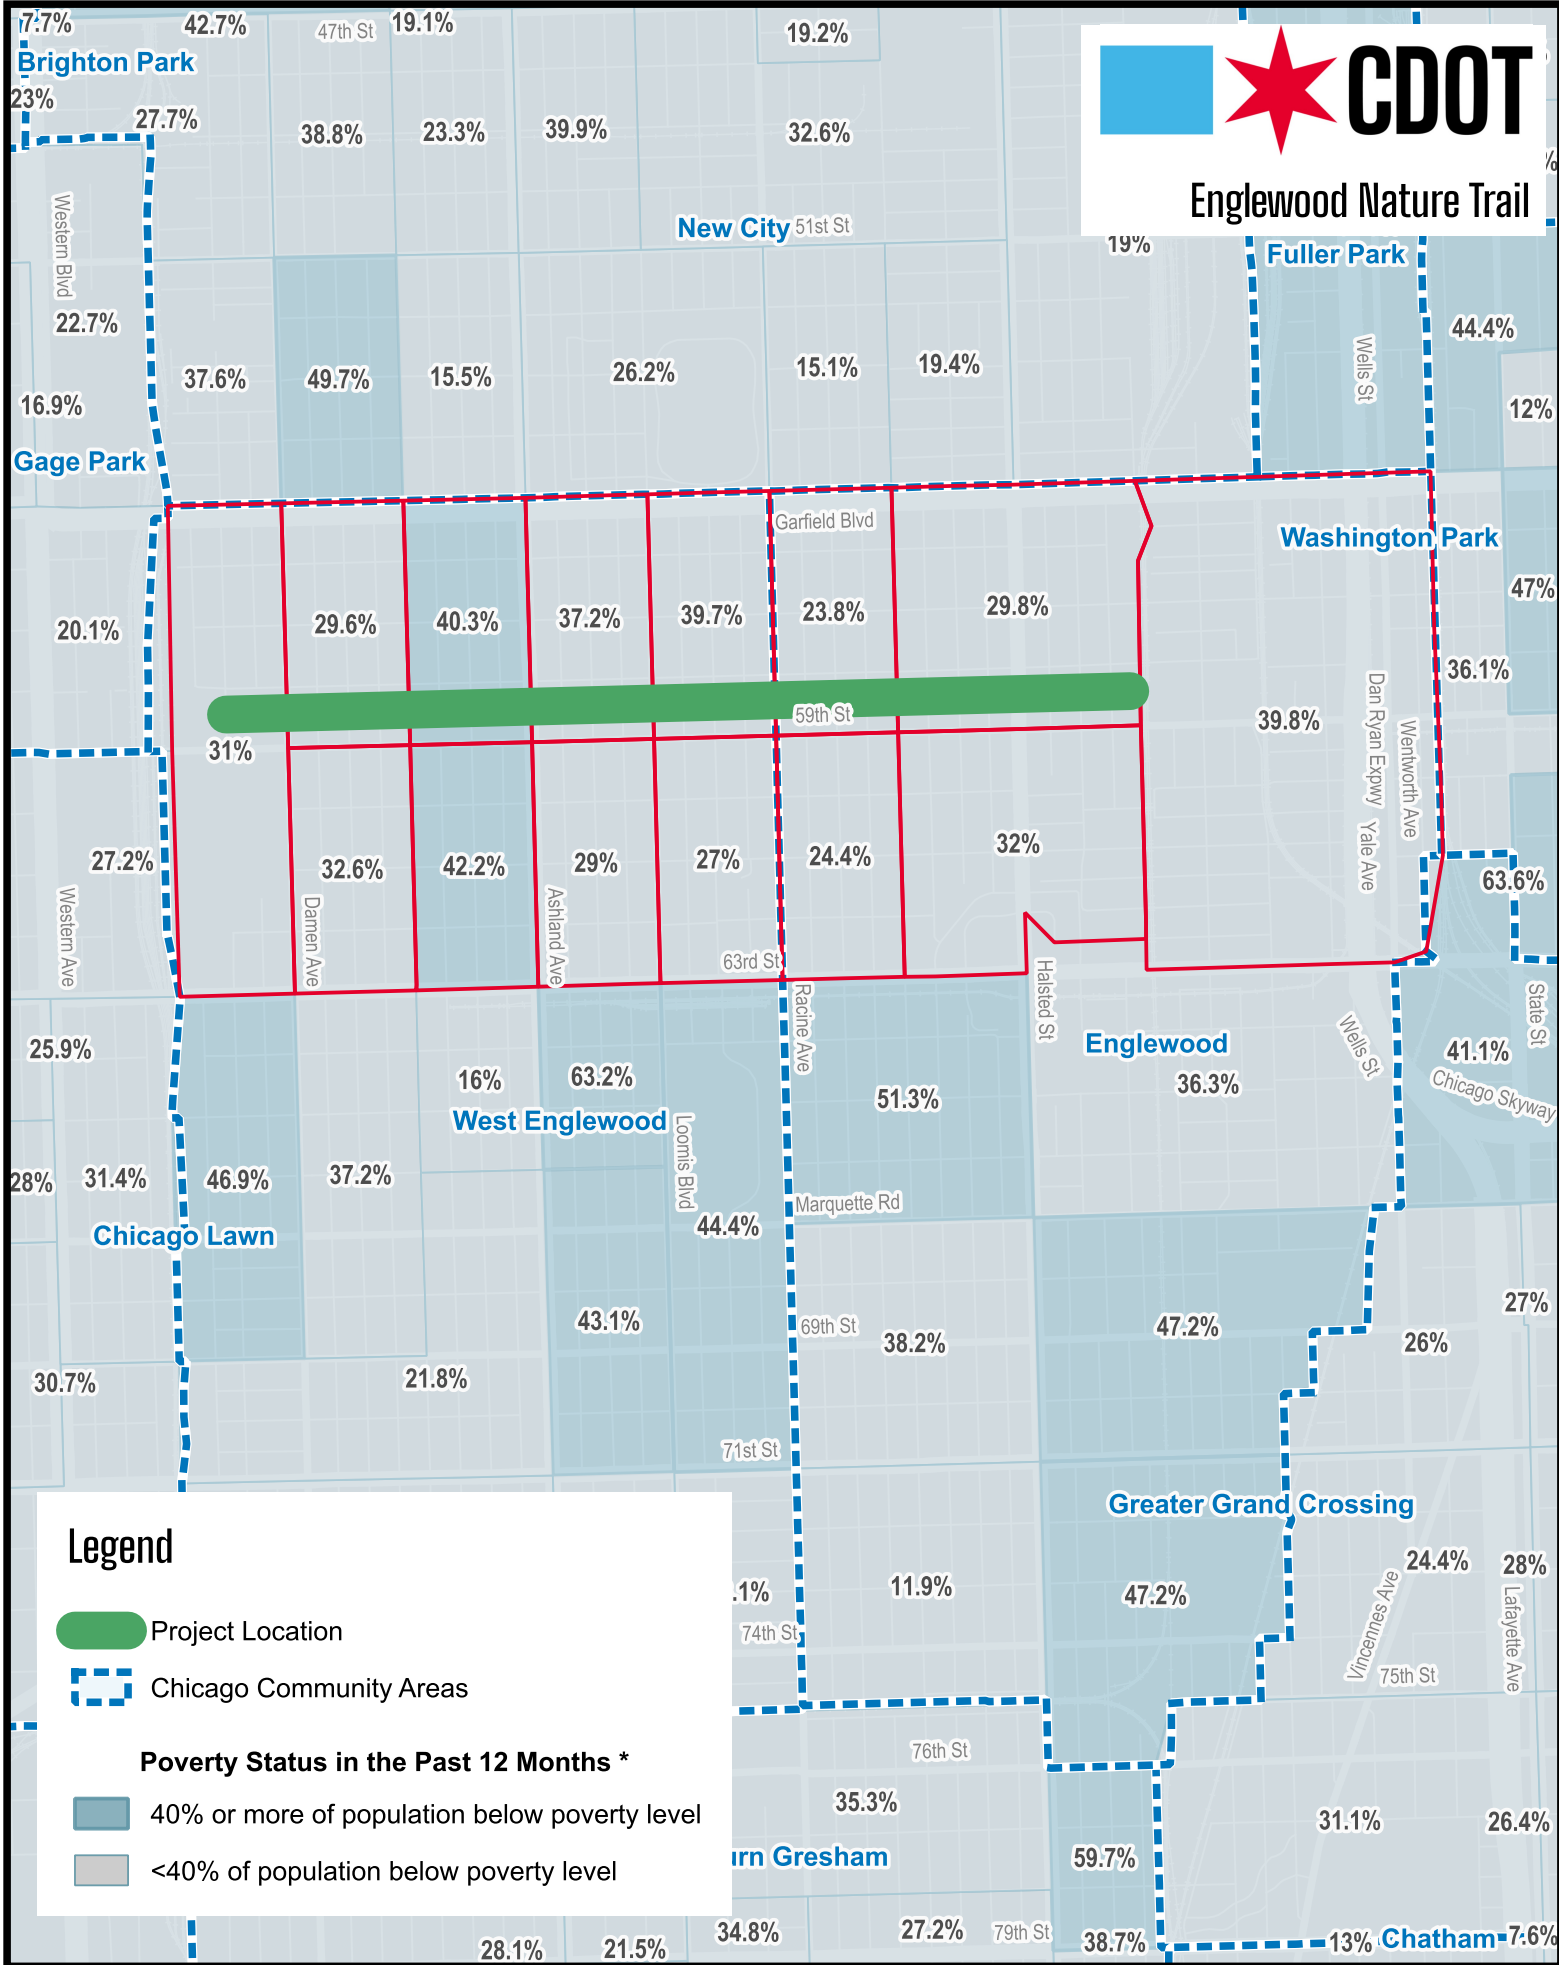 7.7%
42.7%
47th St
19.1%
19.2%
CDOT
Englewood Nature Trail
Brighton Park
23%
27.7%
38.8%
23.3%
39.9%
32.6%
%
Western Blvd
New City
51st St
19%
Fuller Park
22.7%
44.4%
Wells St
37.6%
49.7%
15.5%
26.2%
15.1%
19.4%
16.9%
12%
Gage Park
Garfield Blvd
Washington Park
20.1%
29.6%
40.3%
37.2%
39.7%
23.8%
29.8%
47%
36.1%
59th St
39.8%
31%
Dan Ryan Expwy
Wentworth Ave
Yale Ave
27.2%
32.6%
42.2%
29%
27%
24.4%
32%
63.6%
Western Ave
Damen Ave
Ashland Ave
63rd St
Racine Ave
Halsted St
Wells St
State St
25.9%
Englewood
41.1%
16%
63.2%
36.3%
51.3%
Chicago Skyway
West Englewood
Loomis Blvd
28%
31.4%
46.9%
37.2%
Marquette Rd
44.4%
Chicago Lawn
27%
43.1%
69th St
38.2%
47.2%
26%
30.7%
21.8%
71st St
Greater Grand Crossing
Legend
24.4%
28%
.1%
11.9%
47.2%
Vincennes Ave
Lafayette Ave
Project Location
74th St
75th St
Chicago Community Areas
76th St
Poverty Status in the Past 12 Months *
35.3%
40% or more of population below poverty level
31.1%
26.4%
urn Gresham
59.7%
<40% of population below poverty level
34.8%
27.2%
79th St
38.7%
13%
Chatham
7.6%
28.1%
21.5%